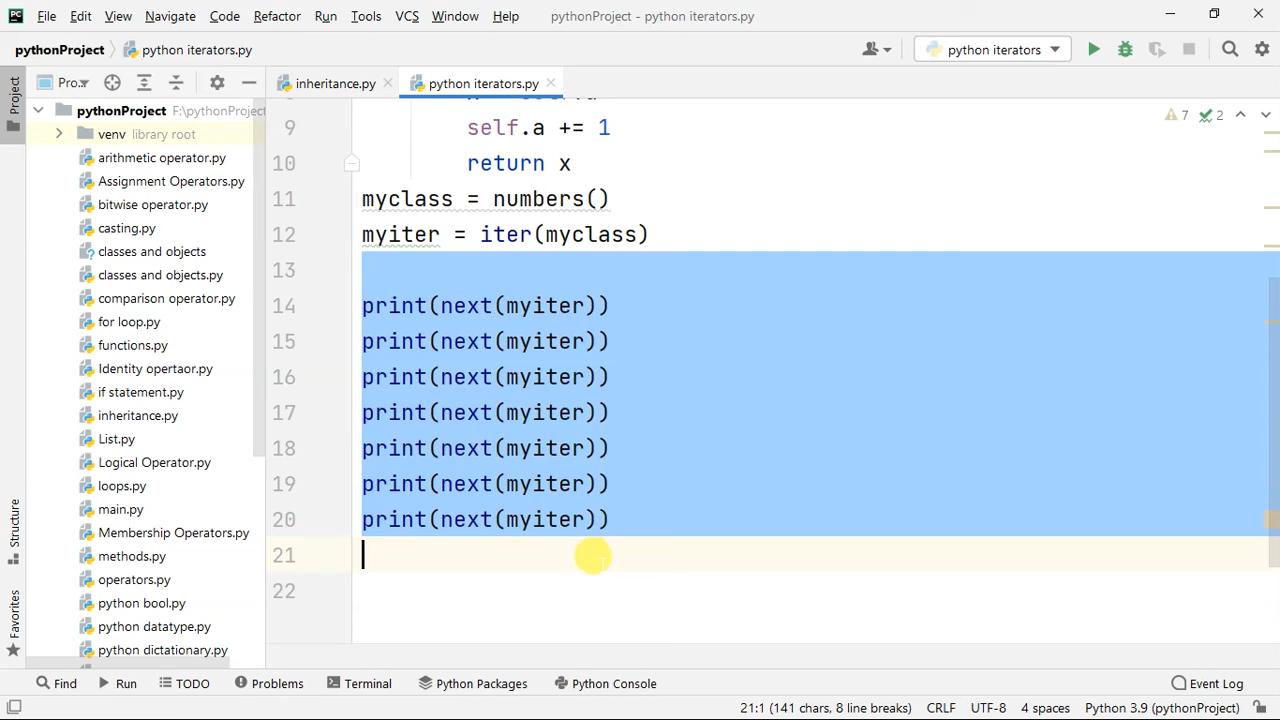 PC File Edit View Navigate Code Refactor Run Tools VCS Window Help pythonProject - python iterators.py
pythonProject python iterators.py python iterators
Project Pro... inheritance.py python iterators.py
pythonProject F:\pythonProject
venv library root
arithmetic operator.py
Assignment Operators.py
bitwise operator.py
casting.py
classes and objects
classes and objects.py
comparison operator.py
for loop.py
functions.py
Identity opertaor.py
if statement.py
inheritance.py
List.py
Logical Operator.py
loops.py
main.py
Membership Operators.py
methods.py
operators.py
python bool.py
python datatype.py
python dictationary.py
Structure
Favorites
7 2
9 self.a += 1
10 return x
11 myclass = numbers()
12 myiter = iter(myclass)
13
14 print(next(myiter))
15 print(next(myiter))
16 print(next(myiter))
17 print(next(myiter))
18 print(next(myiter))
19 print(next(myiter))
20 print(next(myiter))
21
22
Find Run TODO Problems Terminal Python Packages Python Console Event Log
21:1 (141 chars, 8 line breaks) CRLF UTF-8 4 spaces Python 3.9 (pythonProject)